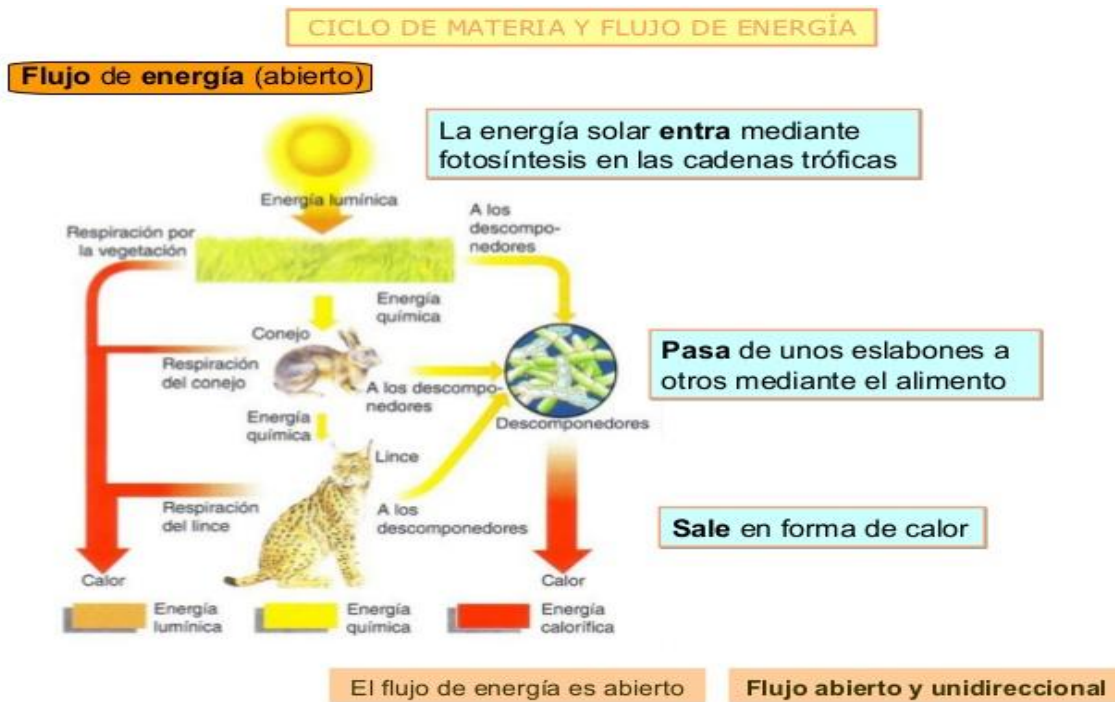 CICLO DE MATERIA Y FLUJO DE ENERGÍA
Flujo de energía (abierto)
La energía solar entra mediante
fotosíntesis en las cadenas tróficas
Energía lumínica
A los
descompo-
nedores
Respiración por
la vegetación
Energía
química
Conejo
Respiración
del conejo
A los descompo-
nedores
Descomponedores
Pasa de unos eslabones a
otros mediante el alimento
Energía
química
Lince
Respiración
del lince
A los
descomponedores
Sale en forma de calor
Calor
Calor
Energía
lumínica
Energía
química
Energía
calorífica
El flujo de energía es abierto
Flujo abierto y unidireccional